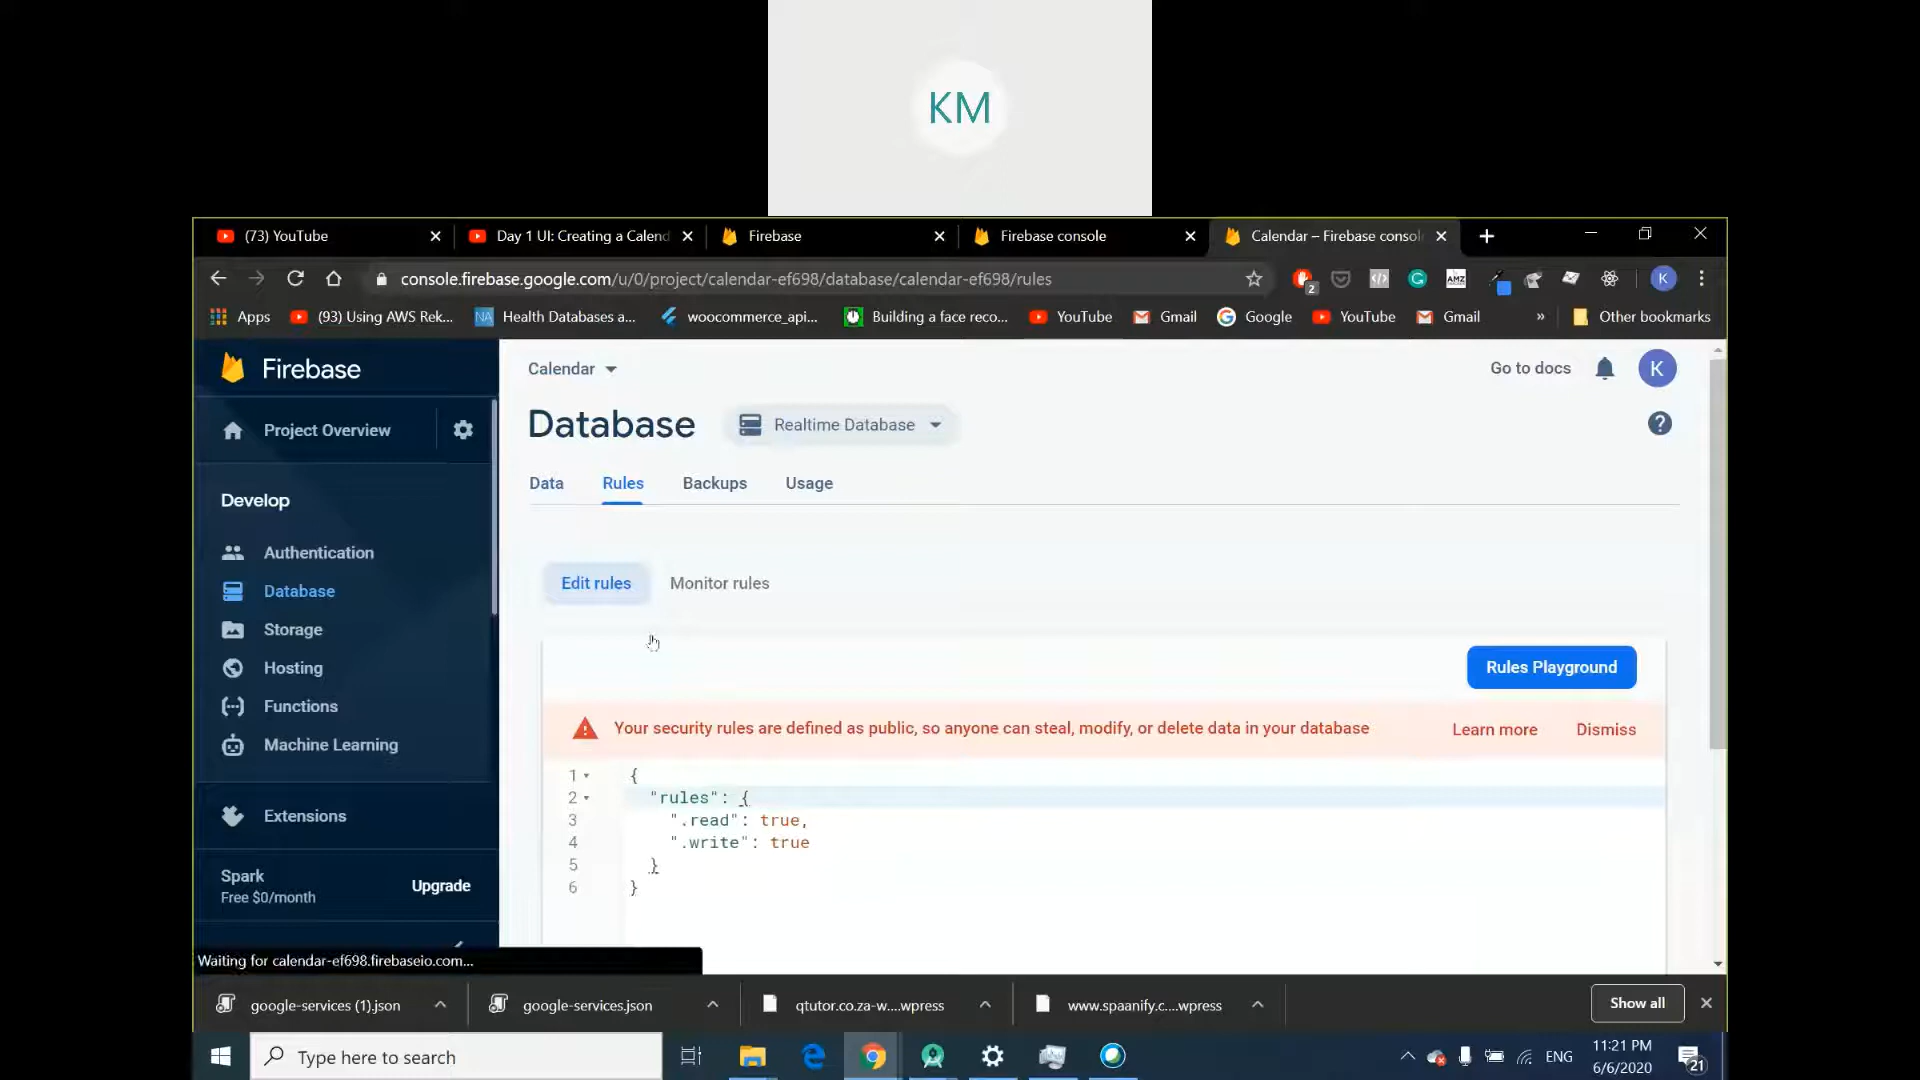 KM
(73) YouTube
Day 1 UI: Creating a Calend
Firebase
Firebase console
Calendar – Firebase consol
console.firebase.google.com/u/0/project/calendar-ef698/database/calendar-ef698/rules
2
AMZ
K
Apps
(93) Using AWS Rek...
NA
Health Databases a...
woocommerce_api...
Building a face reco...
YouTube
Gmail
Google
YouTube
Gmail
»
Other bookmarks
Firebase
Calendar
Go to docs
K
Project Overview
Database
Realtime Database
?
Data
Rules
Backups
Usage
Develop
Authentication
Database
Storage
Hosting
Functions
Machine Learning
Extensions
Spark
Free $0/month
Upgrade
Edit rules
Monitor rules
Rules Playground
Your security rules are defined as public, so anyone can steal, modify, or delete data in your database
Learn more
Dismiss
1 {
2 "rules": {
3 ".read": true,
4 ".write": true
5 }
6 }
Waiting for calendar-ef698.firebaseio.com...
google-services (1).json
google-services.json
qtutor.co.za-w....wpress
www.spaanify.c....wpress
Show all
Type here to search
ENG
11:21 PM
6/6/2020
21